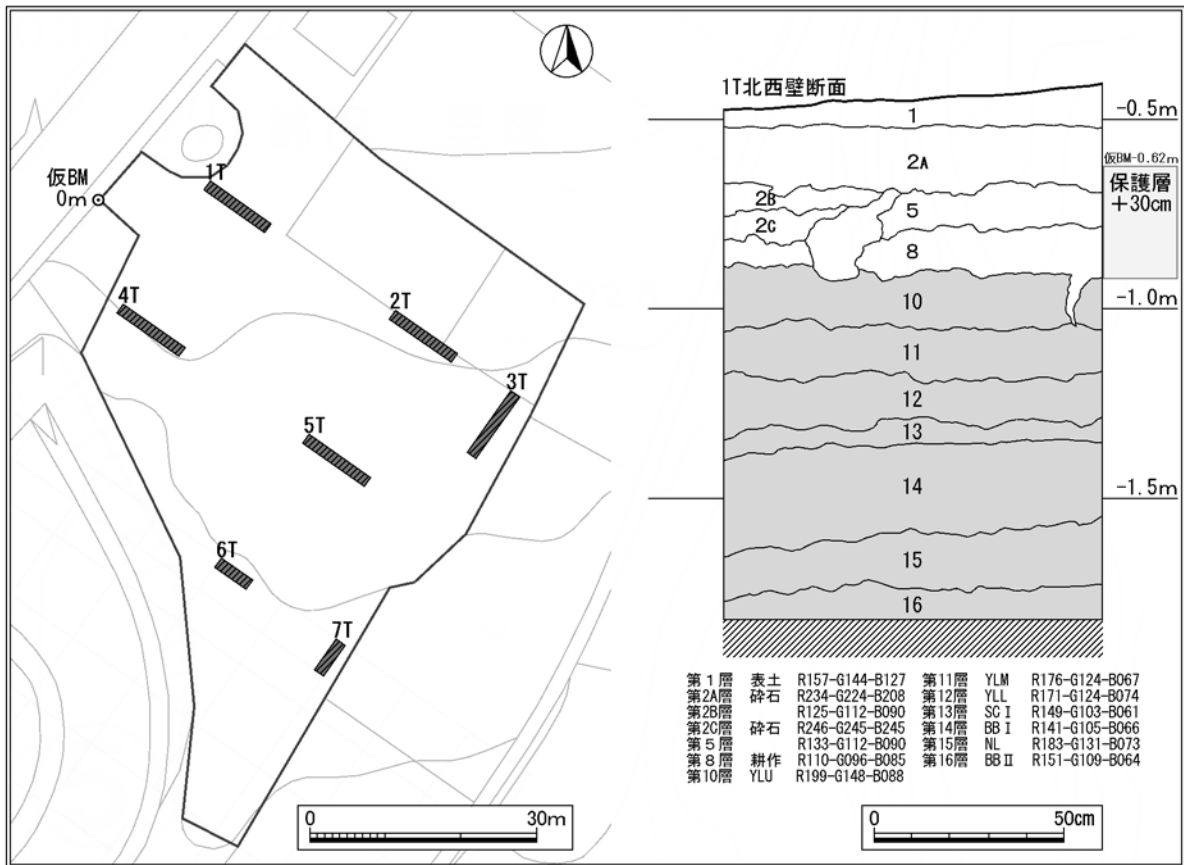 仮BM
0m
1T
2T
3T
4T
5T
6T
7T
0 30m
1T北西壁断面
-0.5m
仮BM-0.62m
保護層
+30cm
-1.0m
-1.5m
1
2A
2B
2C
5
8
10
11
12
13
14
15
16
第1層 表土 R157-G144-B127
第2A層 砕石 R234-G224-B208
第2B層 R125-G112-B090
第2C層 砕石 R246-G245-B245
第5層 R133-G112-B090
第8層 耕作 R110-G096-B085
第10層 YLU R199-G148-B088
第11層 YLM R176-G124-B067
第12層 YLL R171-G124-B074
第13層 SCⅠ R149-G103-B061
第14層 BBⅠ R141-G105-B066
第15層 NL R183-G131-B073
第16層 BBⅡ R151-G109-B064
0 50cm